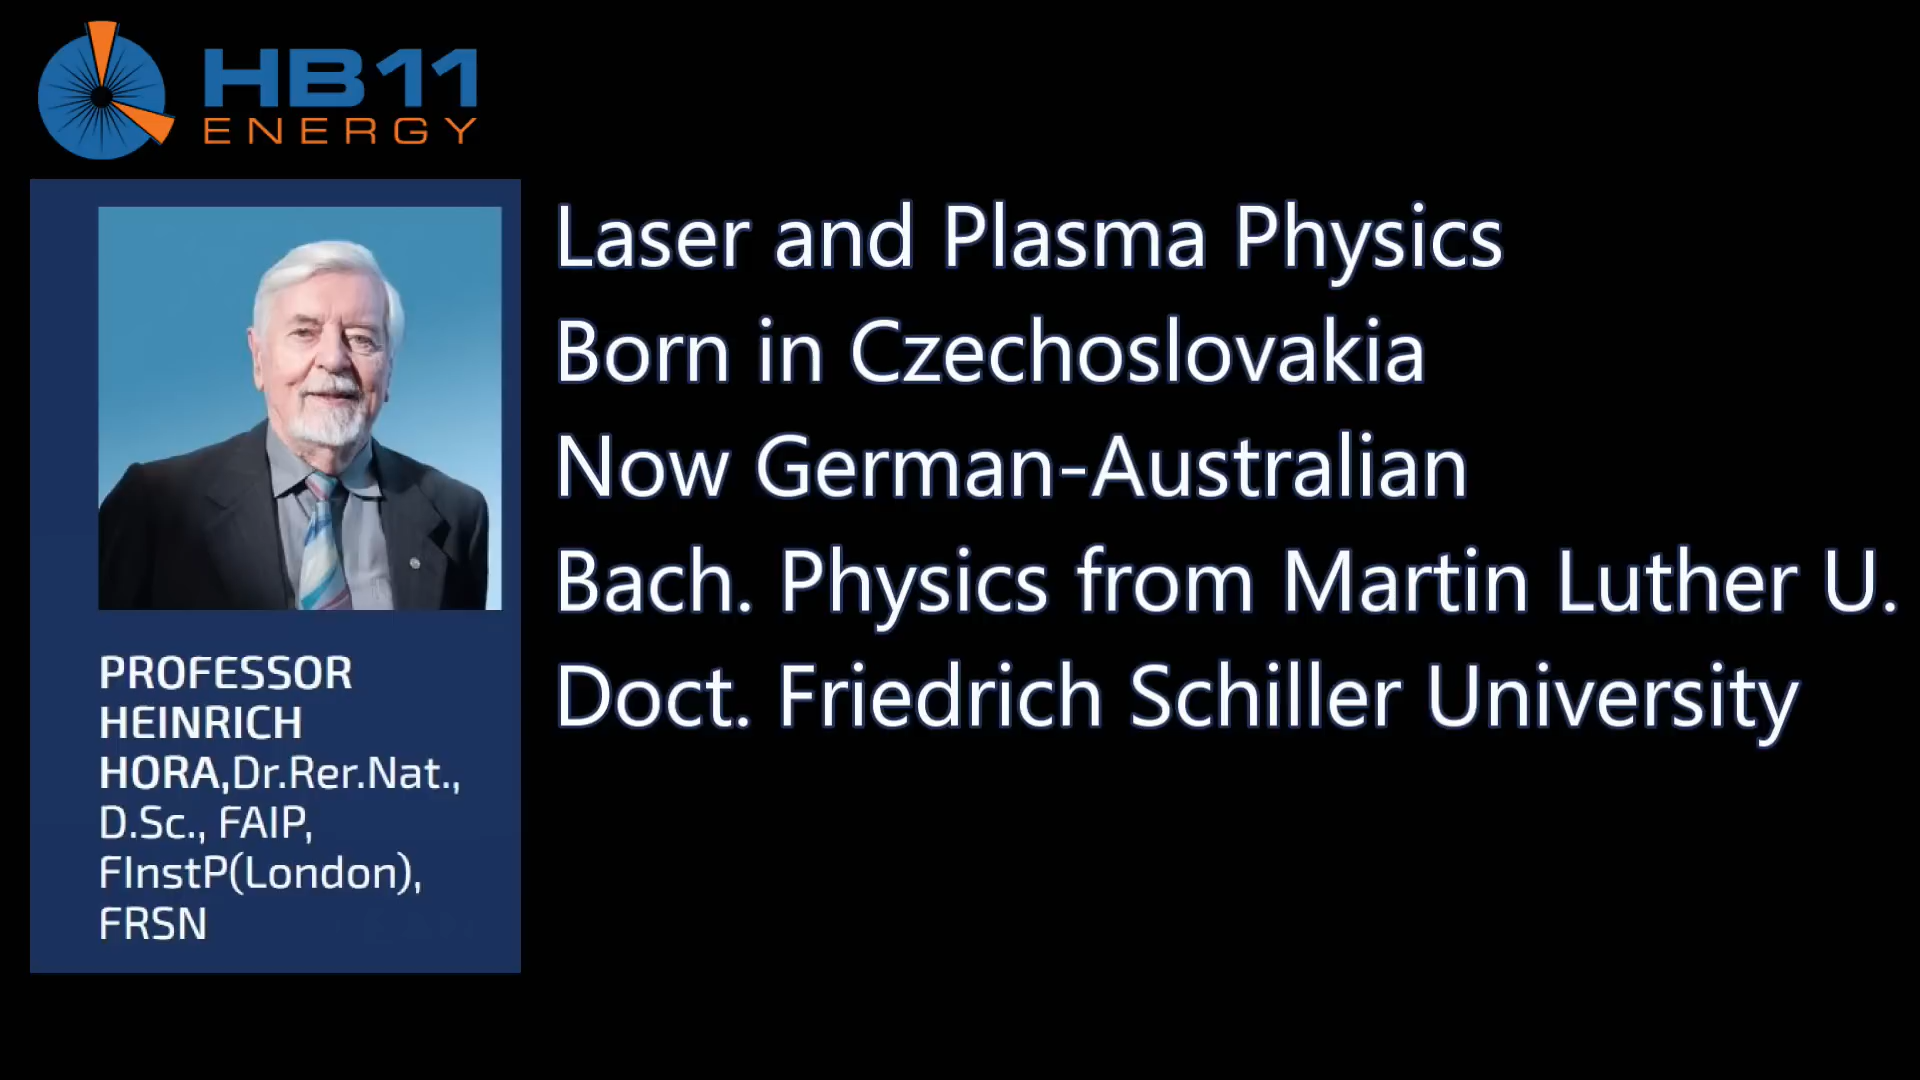 HB11
ENERGY
PROFESSOR
HEINRICH
HORA,Dr.Rer.Nat.,
D.Sc., FAIP,
FInstP(London),
FRSN
Laser and Plasma Physics
Born in Czechoslovakia
Now German-Australian
Bach. Physics from Martin Luther U.
Doct. Friedrich Schiller University